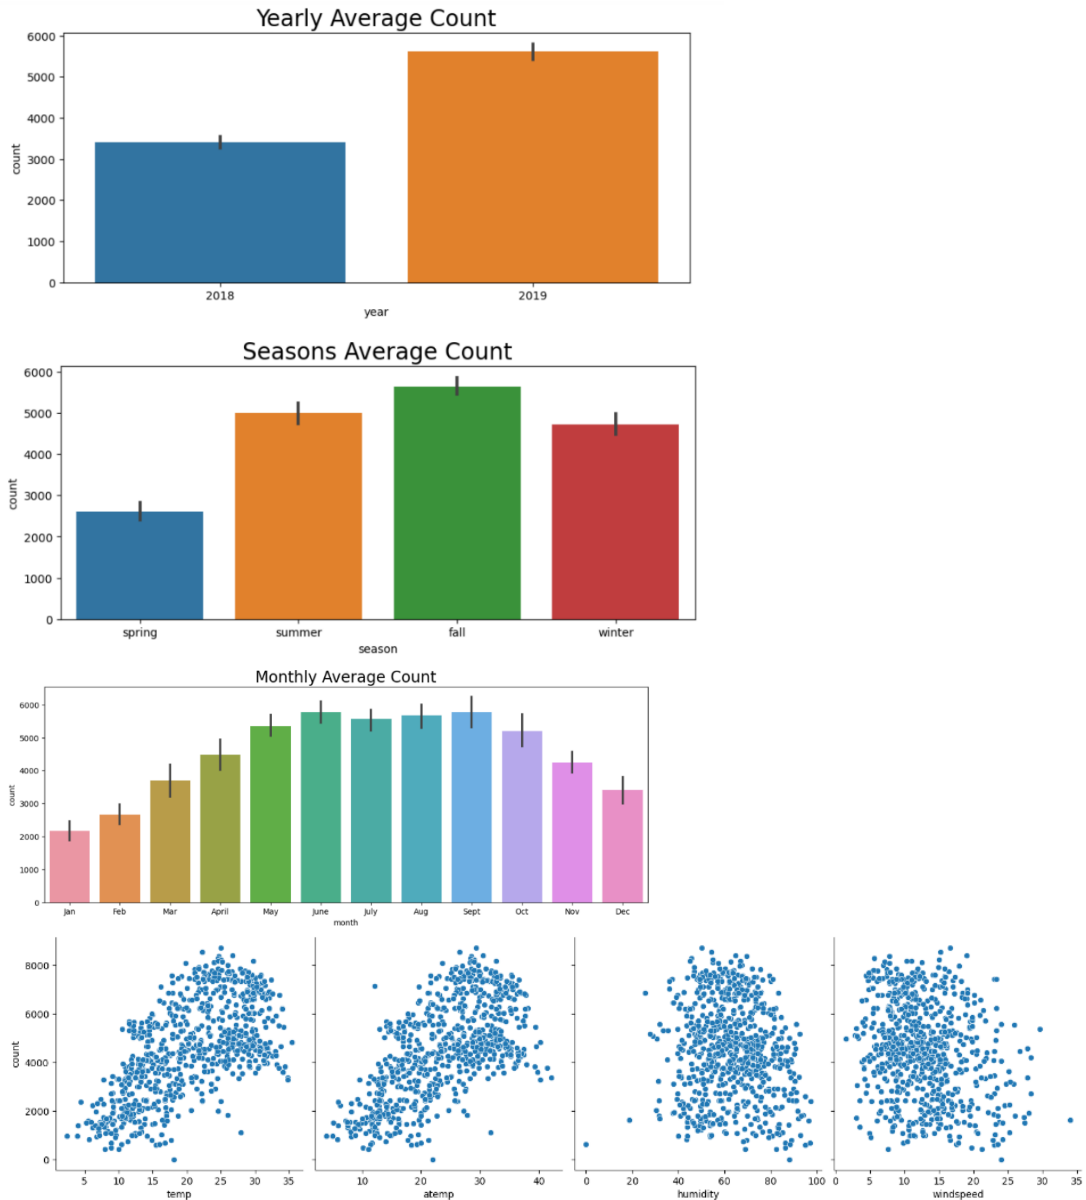 Yearly Average Count
6000
5000
4000
3000
2000
1000
0
count
2018 2019
year
Seasons Average Count
6000
5000
4000
3000
2000
1000
0
count
spring summer fall winter
season
Monthly Average Count
6000
5000
4000
3000
2000
1000
0
count
Jan Feb Mar April May June July Aug Sept Oct Nov Dec
month
8000
6000
4000
2000
0
count
5 10 15 20 25 30 35 10 20 30 40 0 20 40 60 80 100 0 5 10 15 20 25 30 35
temp atemp humidity windspeed